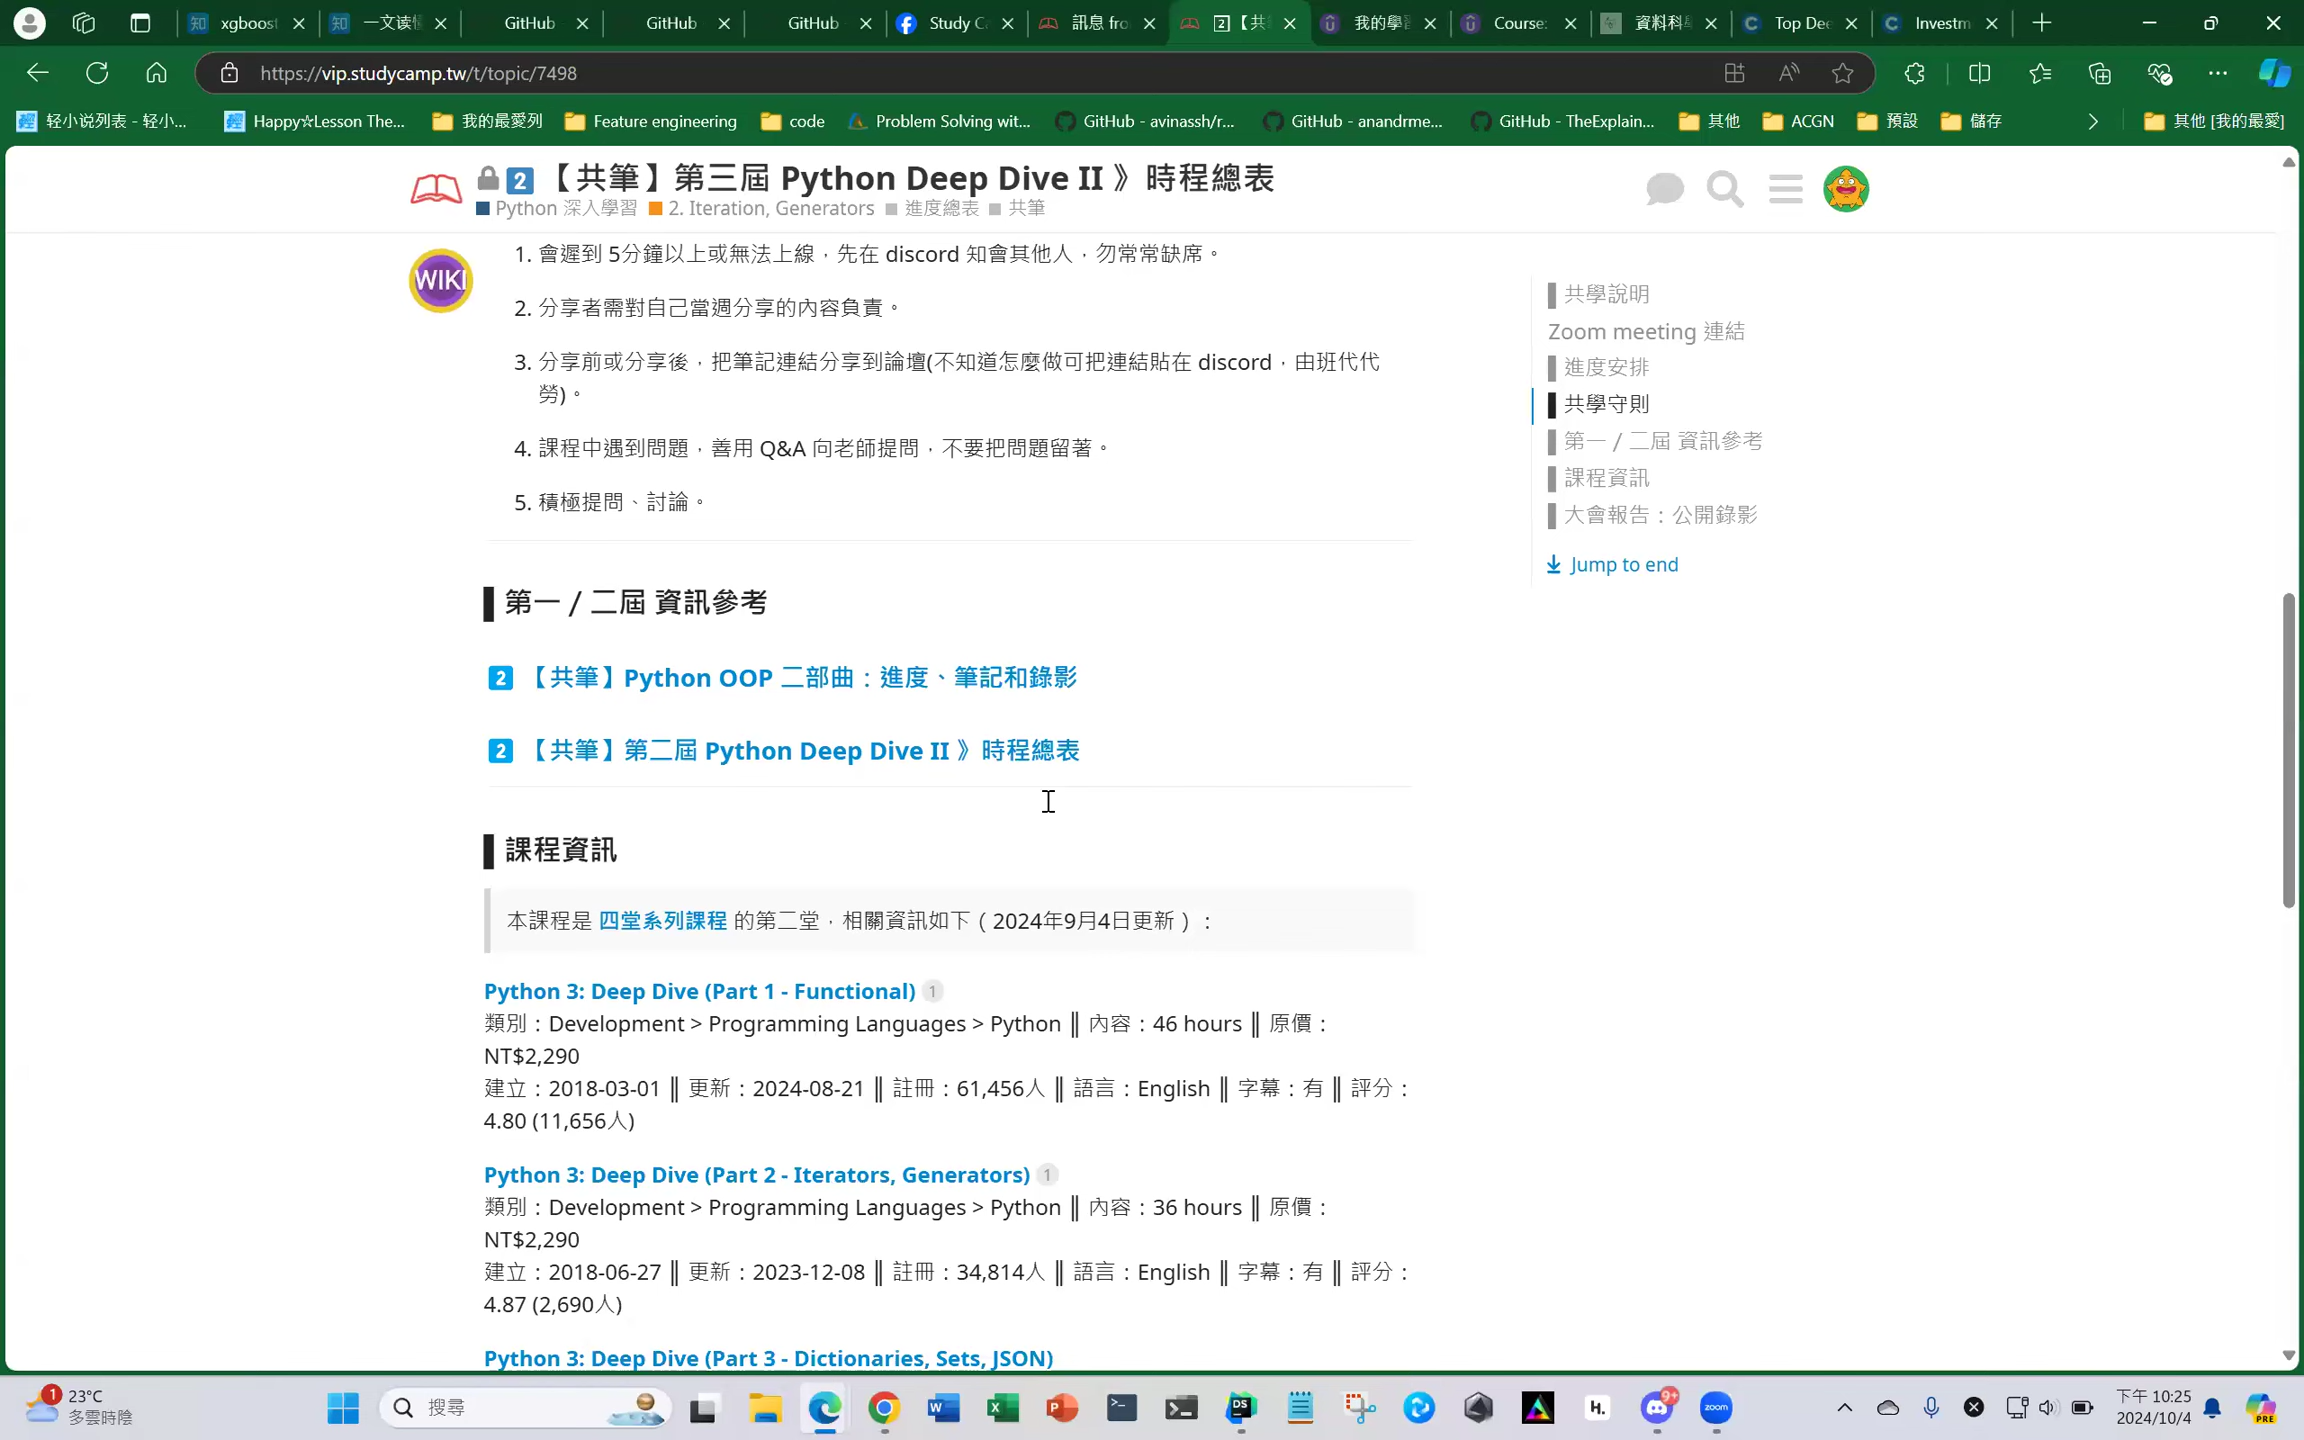 xgboost
一文读懂
GitHub
GitHub
GitHub
Study C
訊息 fro
2【共
我的學
Course:
資料科
Top Dee
Investm
https://vip.studycamp.tw/t/topic/7498
轻小说列表 - 轻小...
Happy☆Lesson The...
我的最愛列
Feature engineering
code
Problem Solving wit...
GitHub - avinassh/r...
GitHub - anandrme...
GitHub - TheExplain...
其他
ACGN
預設
儲存
其他 [我的最愛]
2【共筆】第三屆 Python Deep Dive II 》時程總表
Python 深入學習 2. Iteration, Generators 進度總表 共筆
WIKI
1. 會遲到 5分鐘以上或無法上線，先在 discord 知會其他人，勿常常缺席。
2. 分享者需對自己當週分享的內容負責。
3. 分享前或分享後，把筆記連結分享到論壇(不知道怎麼做可把連結貼在 discord，由班代代
勞)。
4. 課程中遇到問題，善用 Q&A 向老師提問，不要把問題留著。
5. 積極提問、討論。
第一 / 二屆 資訊參考
2【共筆】Python OOP 二部曲：進度、筆記和錄影
2【共筆】第二屆 Python Deep Dive II 》時程總表
課程資訊
本課程是 四堂系列課程 的第二堂，相關資訊如下（2024年9月4日更新）：
Python 3: Deep Dive (Part 1 - Functional) 1
類別：Development > Programming Languages > Python ║ 內容：46 hours ║ 原價：
NT$2,290
建立：2018-03-01 ║ 更新：2024-08-21 ║ 註冊：61,456人 ║ 語言：English ║ 字幕：有 ║ 評分：
4.80 (11,656人)
Python 3: Deep Dive (Part 2 - Iterators, Generators) 1
類別：Development > Programming Languages > Python ║ 內容：36 hours ║ 原價：
NT$2,290
建立：2018-06-27 ║ 更新：2023-12-08 ║ 註冊：34,814人 ║ 語言：English ║ 字幕：有 ║ 評分：
4.87 (2,690人)
Python 3: Deep Dive (Part 3 - Dictionaries, Sets, JSON)
共學說明
Zoom meeting 連結
進度安排
共學守則
第一 / 二屆 資訊參考
課程資訊
大會報告：公開錄影
Jump to end
1
23°C
多雲時陰
搜尋
DS
h.
9+
zoom
下午 10:25
2024/10/4
PRE